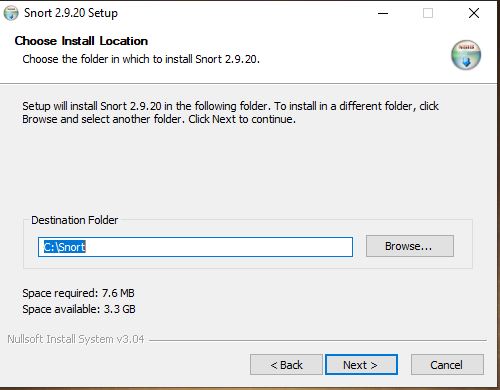 Snort 2.9.20 Setup
Choose Install Location
Choose the folder in which to install Snort 2.9.20.
Setup will install Snort 2.9.20 in the following folder. To install in a different folder, click
Browse and select another folder. Click Next to continue.
Destination Folder
C:\Snort
Browse...
Space required: 7.6 MB
Space available: 3.3 GB
Nullsoft Install System v3.04
< Back
Next >
Cancel